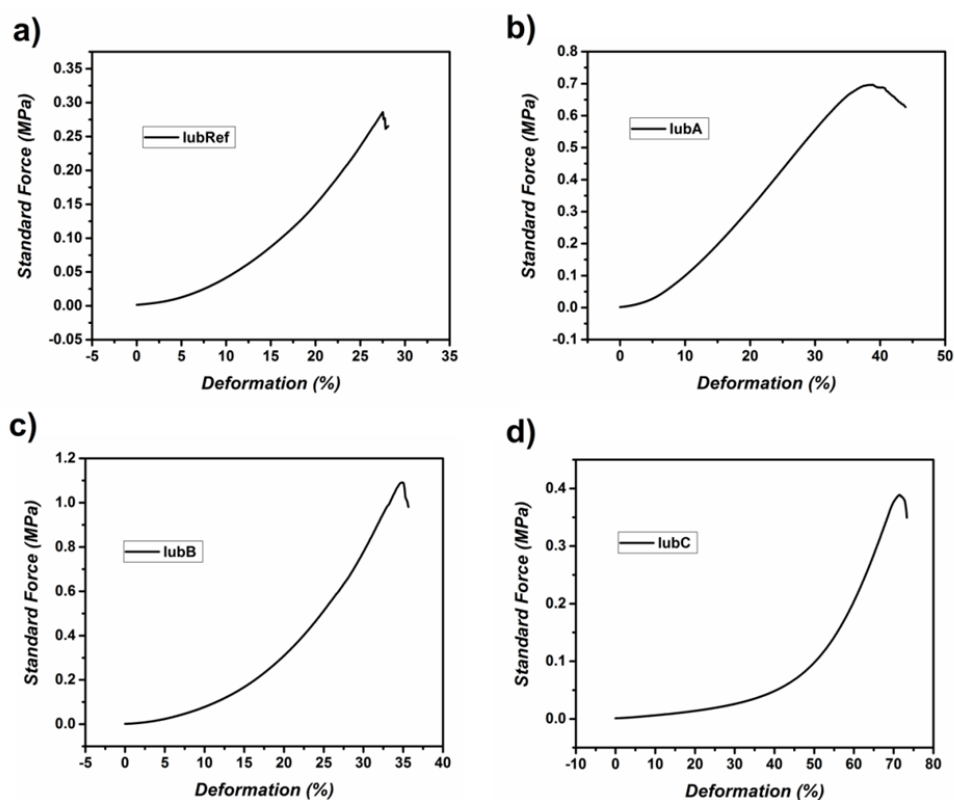 a)
0.35
0.30
0.25
0.20
0.15
0.10
0.05
0.00
-0.05
Standard Force (MPa)
lubRef
-5 0 5 10 15 20 25 30 35
Deformation (%)
b)
0.8
0.7
0.6
0.5
0.4
0.3
0.2
0.1
0.0
-0.1
Standard Force (MPa)
lubA
0 10 20 30 40 50
Deformation (%)
c)
1.2
1.0
0.8
0.6
0.4
0.2
0.0
Standard Force (MPa)
lubB
-5 0 5 10 15 20 25 30 35 40
Deformation (%)
d)
0.4
0.3
0.2
0.1
0.0
Standard Force (MPa)
lubC
-10 0 10 20 30 40 50 60 70 80
Deformation (%)